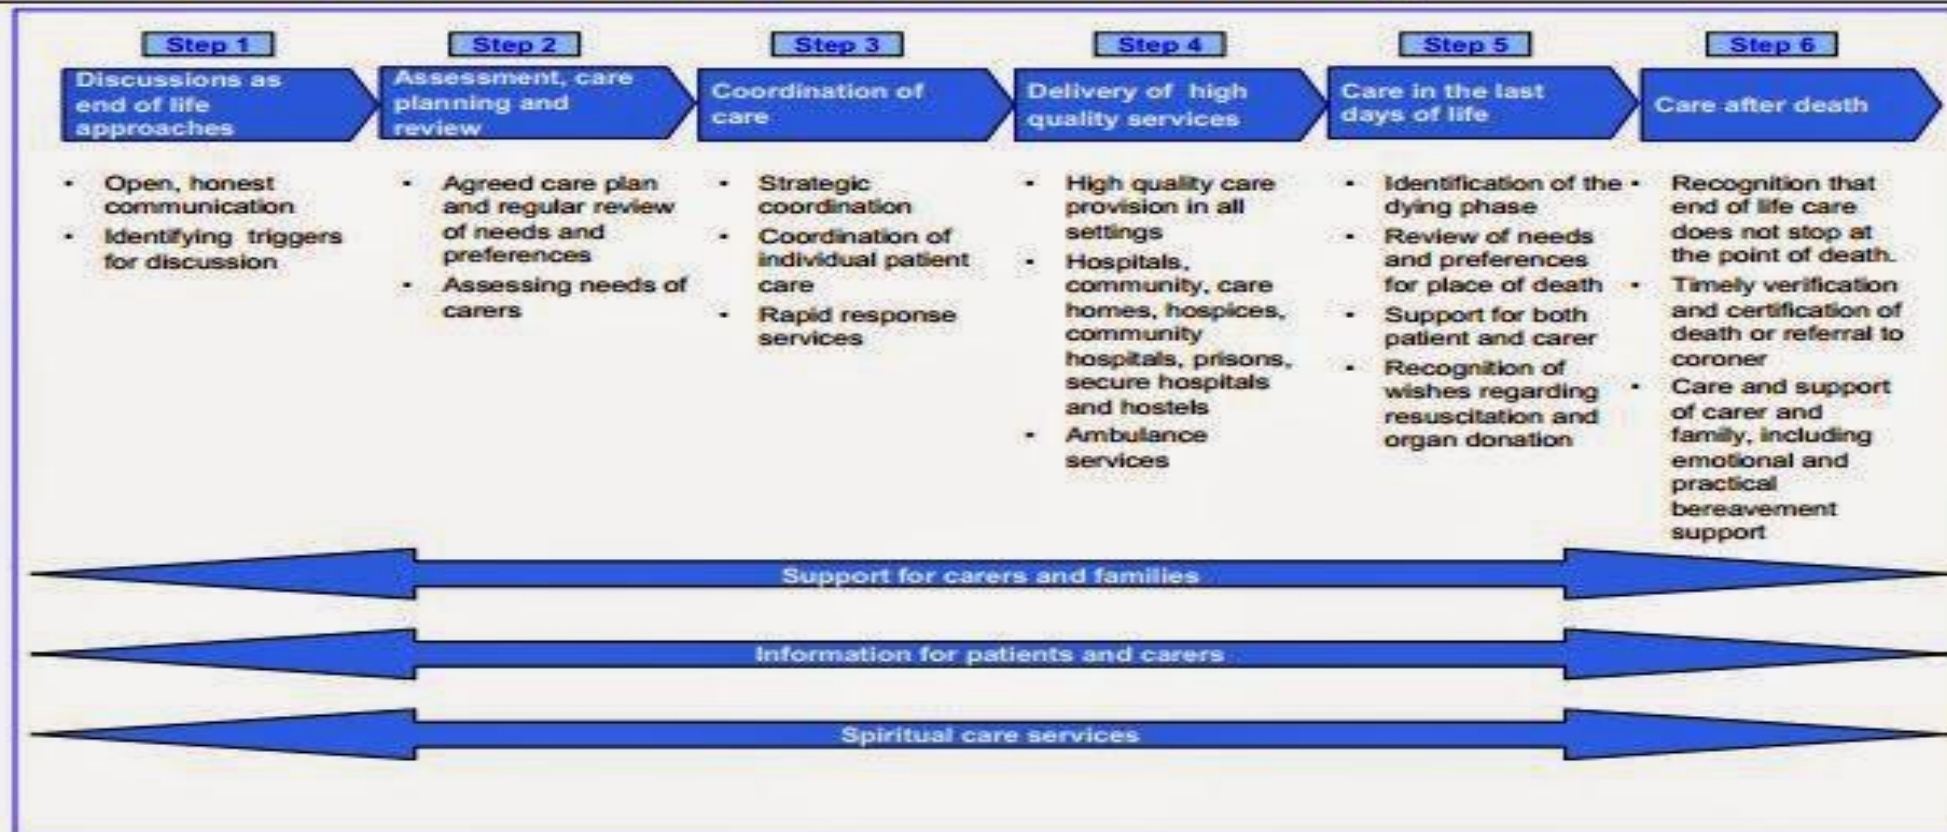 Step 1
Discussions as
end of life
approaches
• Open, honest
communication
• Identifying triggers
for discussion
Step 2
Assessment, care
planning and
review
• Agreed care plan
and regular review
of needs and
preferences
• Assessing needs of
carers
Step 3
Coordination of
care
• Strategic
coordination
• Coordination of
individual patient
care
• Rapid response
services
Step 4
Delivery of high
quality services
• High quality care
provision in all
settings
• Hospitals,
community, care
homes, hospices,
community
hospitals, prisons,
secure hospitals
and hostels
• Ambulance
services
Step 5
Care in the last
days of life
• Identification of the
dying phase
• Review of needs
and preferences
for place of death
• Support for both
patient and carer
• Recognition of
wishes regarding
resuscitation and
organ donation
Step 6
Care after death
• Recognition that
end of life care
does not stop at
the point of death.
• Timely verification
and certification of
death or referral to
coroner
• Care and support
of carer and
family, including
emotional and
practical
bereavement
support
Support for carers and families
Information for patients and carers
Spiritual care services